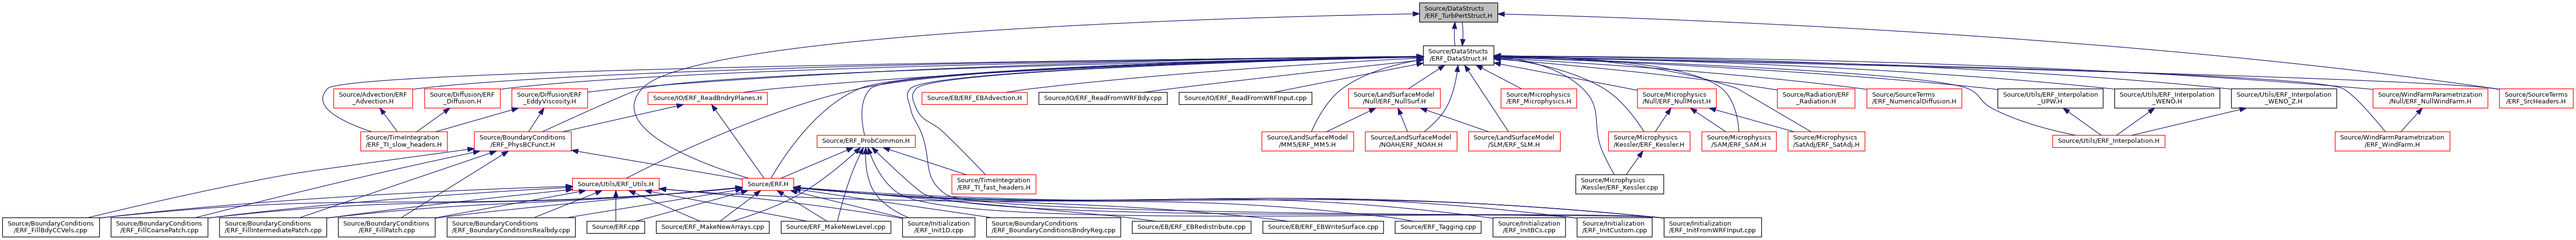 Source/DataStructs
/ERF_TurbPertStruct.H
Source/DataStructs
/ERF_DataStruct.H
Source/Advection/ERF
_Advection.H
Source/Diffusion/ERF
_Diffusion.H
Source/Diffusion/ERF
_EddyViscosity.H
Source/IO/ERF_ReadBndryPlanes.H
Source/EB/ERF_EBAdvection.H
Source/IO/ERF_ReadFromWRFBdy.cpp
Source/IO/ERF_ReadFromWRFInput.cpp
Source/LandSurfaceModel
/Null/ERF_NullSurf.H
Source/Microphysics
/ERF_Microphysics.H
Source/Microphysics
/Null/ERF_NullMoist.H
Source/Radiation/ERF
_Radiation.H
Source/SourceTerms
/ERF_NumericalDiffusion.H
Source/Utils/ERF_Interpolation
_UPW.H
Source/Utils/ERF_Interpolation
_WENO.H
Source/Utils/ERF_Interpolation
_WENO_Z.H
Source/WindFarmParametrization
/Null/ERF_NullWindFarm.H
Source/SourceTerms
/ERF_SrcHeaders.H
Source/TimeIntegration
/ERF_TI_slow_headers.H
Source/BoundaryConditions
/ERF_PhysBCFunct.H
Source/ERF_ProbCommon.H
Source/LandSurfaceModel
/MM5/ERF_MM5.H
Source/LandSurfaceModel
/NOAH/ERF_NOAH.H
Source/LandSurfaceModel
/SLM/ERF_SLM.H
Source/Microphysics
/Kessler/ERF_Kessler.H
Source/Microphysics
/SAM/ERF_SAM.H
Source/Microphysics
/SatAdj/ERF_SatAdj.H
Source/Utils/ERF_Interpolation.H
Source/WindFarmParametrization
/ERF_WindFarm.H
Source/Utils/ERF_Utils.H
Source/ERF.H
Source/TimeIntegration
/ERF_TI_fast_headers.H
Source/Microphysics
/Kessler/ERF_Kessler.cpp
Source/BoundaryConditions
/ERF_FillBdyCCVels.cpp
Source/BoundaryConditions
/ERF_FillCoarsePatch.cpp
Source/BoundaryConditions
/ERF_FillIntermediatePatch.cpp
Source/BoundaryConditions
/ERF_FillPatch.cpp
Source/BoundaryConditions
/ERF_BoundaryConditionsRealbdy.cpp
Source/ERF.cpp
Source/ERF_MakeNewArrays.cpp
Source/ERF_MakeNewLevel.cpp
Source/Initialization
/ERF_Init1D.cpp
Source/BoundaryConditions
/ERF_BoundaryConditionsBndryReg.cpp
Source/EB/ERF_EBRedistribute.cpp
Source/EB/ERF_EBWriteSurface.cpp
Source/ERF_Tagging.cpp
Source/Initialization
/ERF_InitBCs.cpp
Source/Initialization
/ERF_InitCustom.cpp
Source/Initialization
/ERF_InitFromWRFInput.cpp